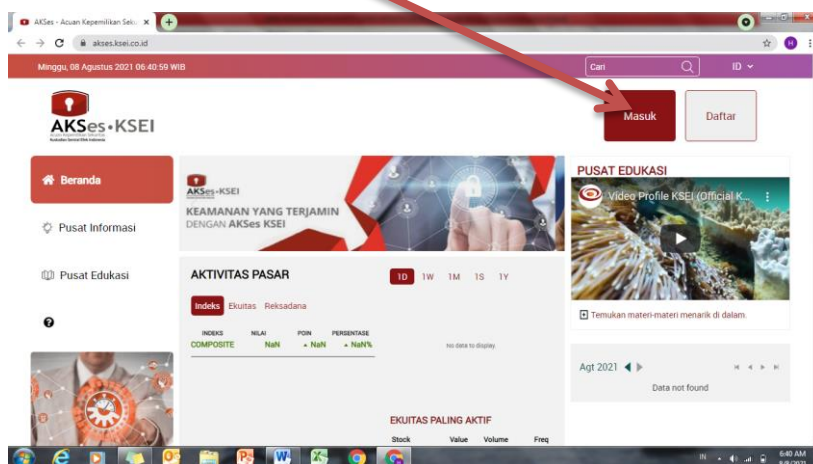 AKSes - Acuan Kepemilikan Seku
akses.ksei.co.id
H
Minggu, 08 Agustus 2021 06:40:59 WIB
Cari
ID
AKSes•KSEI
Masuk
Daftar
Beranda
Pusat Informasi
Pusat Edukasi
?
AKSes•KSEI
KEAMANAN YANG TERJAMIN
DENGAN AKSes KSEI
PUSAT EDUKASI
Video Profile KSEI (Official K...
Temukan materi-materi menarik di dalam.
AKTIVITAS PASAR
1D 1W 1M 1S 1Y
Indeks Ekuitas Reksadana
INDEKS NILAI POIN PERSENTASE
COMPOSITE NaN NaN NaN%
no data to display.
Agt 2021
Data not found
EKUITAS PALING AKTIF
Stock Value Volume Freq
IN
6:40 AM
8/8/2021